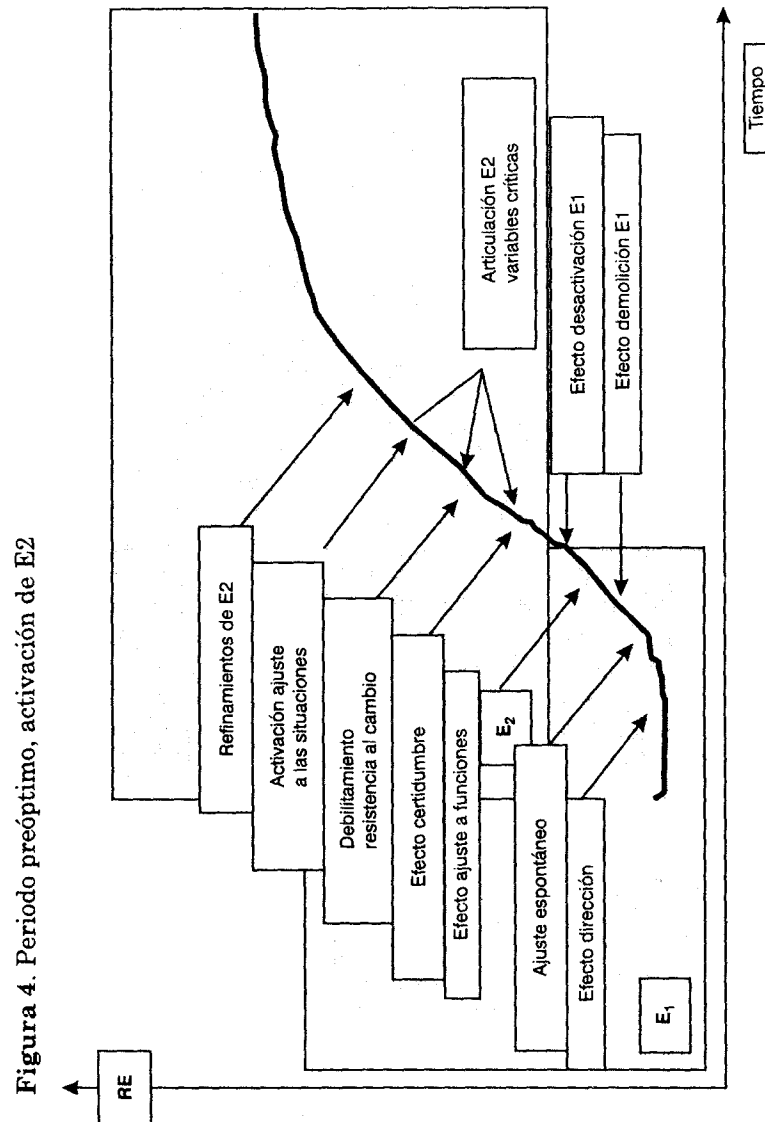 Figura 4. Periodo preóptimo, activación de E2
RE
Refinamientos de E2
Activación ajuste
a las situaciones
Debilitamiento
resistencia al cambio
Efecto certidumbre
Efecto ajuste a funciones
E₂
Ajuste espontáneo
Efecto dirección
E₁
Articulación E2
variables críticas
Efecto desactivación E1
Efecto demolición E1
Tiempo